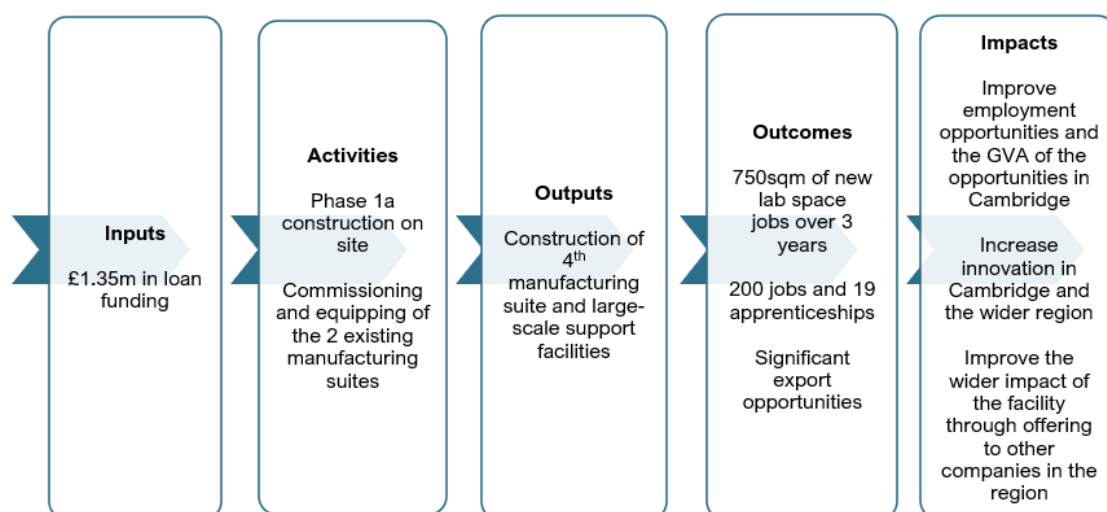 Inputs
£1.35m in loan
funding
Activities
Phase 1a
construction on
site
Commissioning
and equipping of
the 2 existing
manufacturing
suites
Outputs
Construction of
4th
manufacturing
suite and large-
scale support
facilities
Outcomes
750sqm of new
lab space
jobs over 3
years
200 jobs and 19
apprenticeships
Significant
export
opportunities
Impacts
Improve
employment
opportunities and
the GVA of the
opportunities in
Cambridge
Increase
innovation in
Cambridge and
the wider region
Improve the
wider impact of
the facility
through offering
to other
companies in the
region